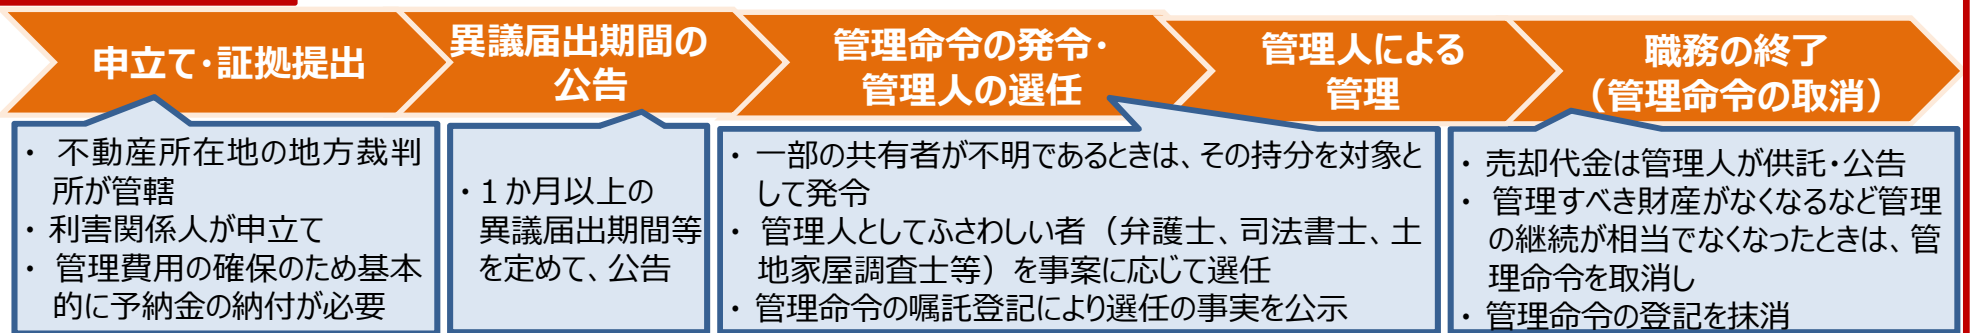 申立て・証拠提出
異議届出期間の
公告
管理命令の発令・
管理人の選任
管理人による
管理
職務の終了
（管理命令の取消）
・ 不動産所在地の地方裁判
所が管轄
・ 利害関係人が申立て
・ 管理費用の確保のため基本
的に予納金の納付が必要
・１か月以上の
異議届出期間等
を定めて、公告
・ 一部の共有者が不明であるときは、その持分を対象と
して発令
・ 管理人としてふさわしい者（弁護士、司法書士、土
地家屋調査士等）を事案に応じて選任
・ 管理命令の嘱託登記により選任の事実を公示
・ 売却代金は管理人が供託・公告
・ 管理すべき財産がなくなるなど管理
の継続が相当でなくなったときは、管
理命令を取消し
・ 管理命令の登記を抹消